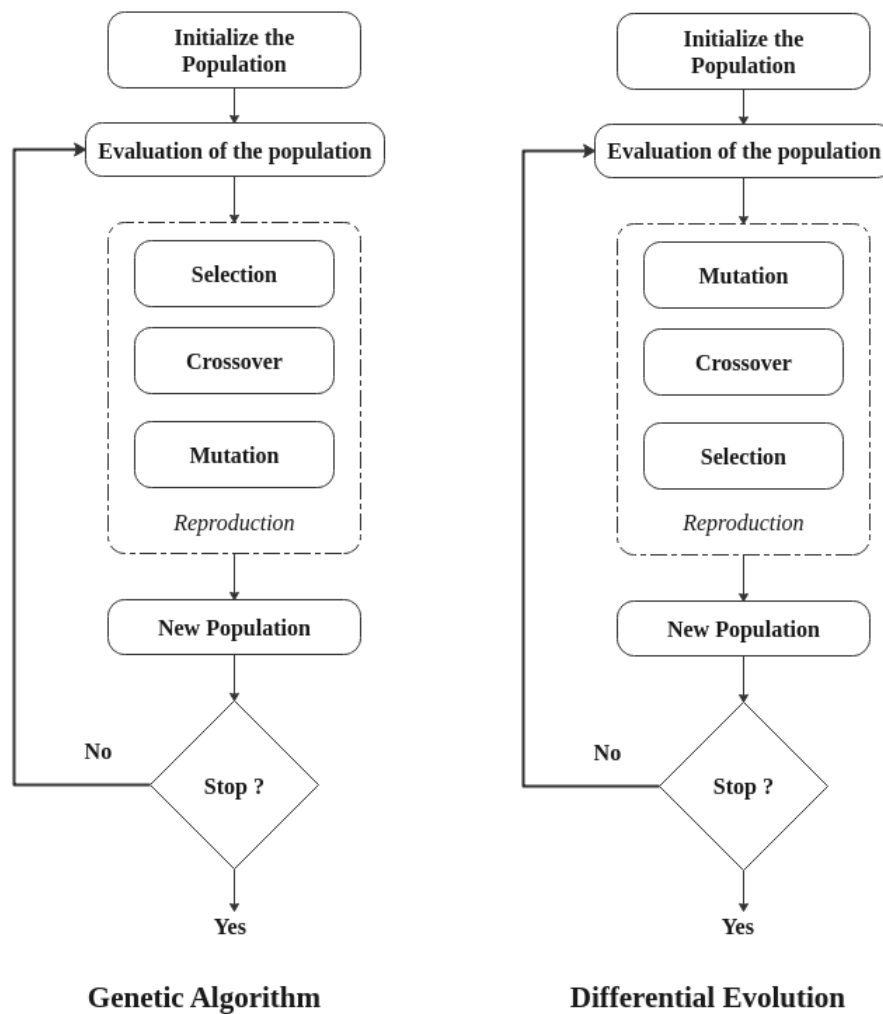 Initialize the
Population
Evaluation of the population
Selection
Crossover
Mutation
Reproduction
New Population
No
Stop ?
Yes
Genetic Algorithm
Initialize the
Population
Evaluation of the population
Mutation
Crossover
Selection
Reproduction
New Population
No
Stop ?
Yes
Differential Evolution